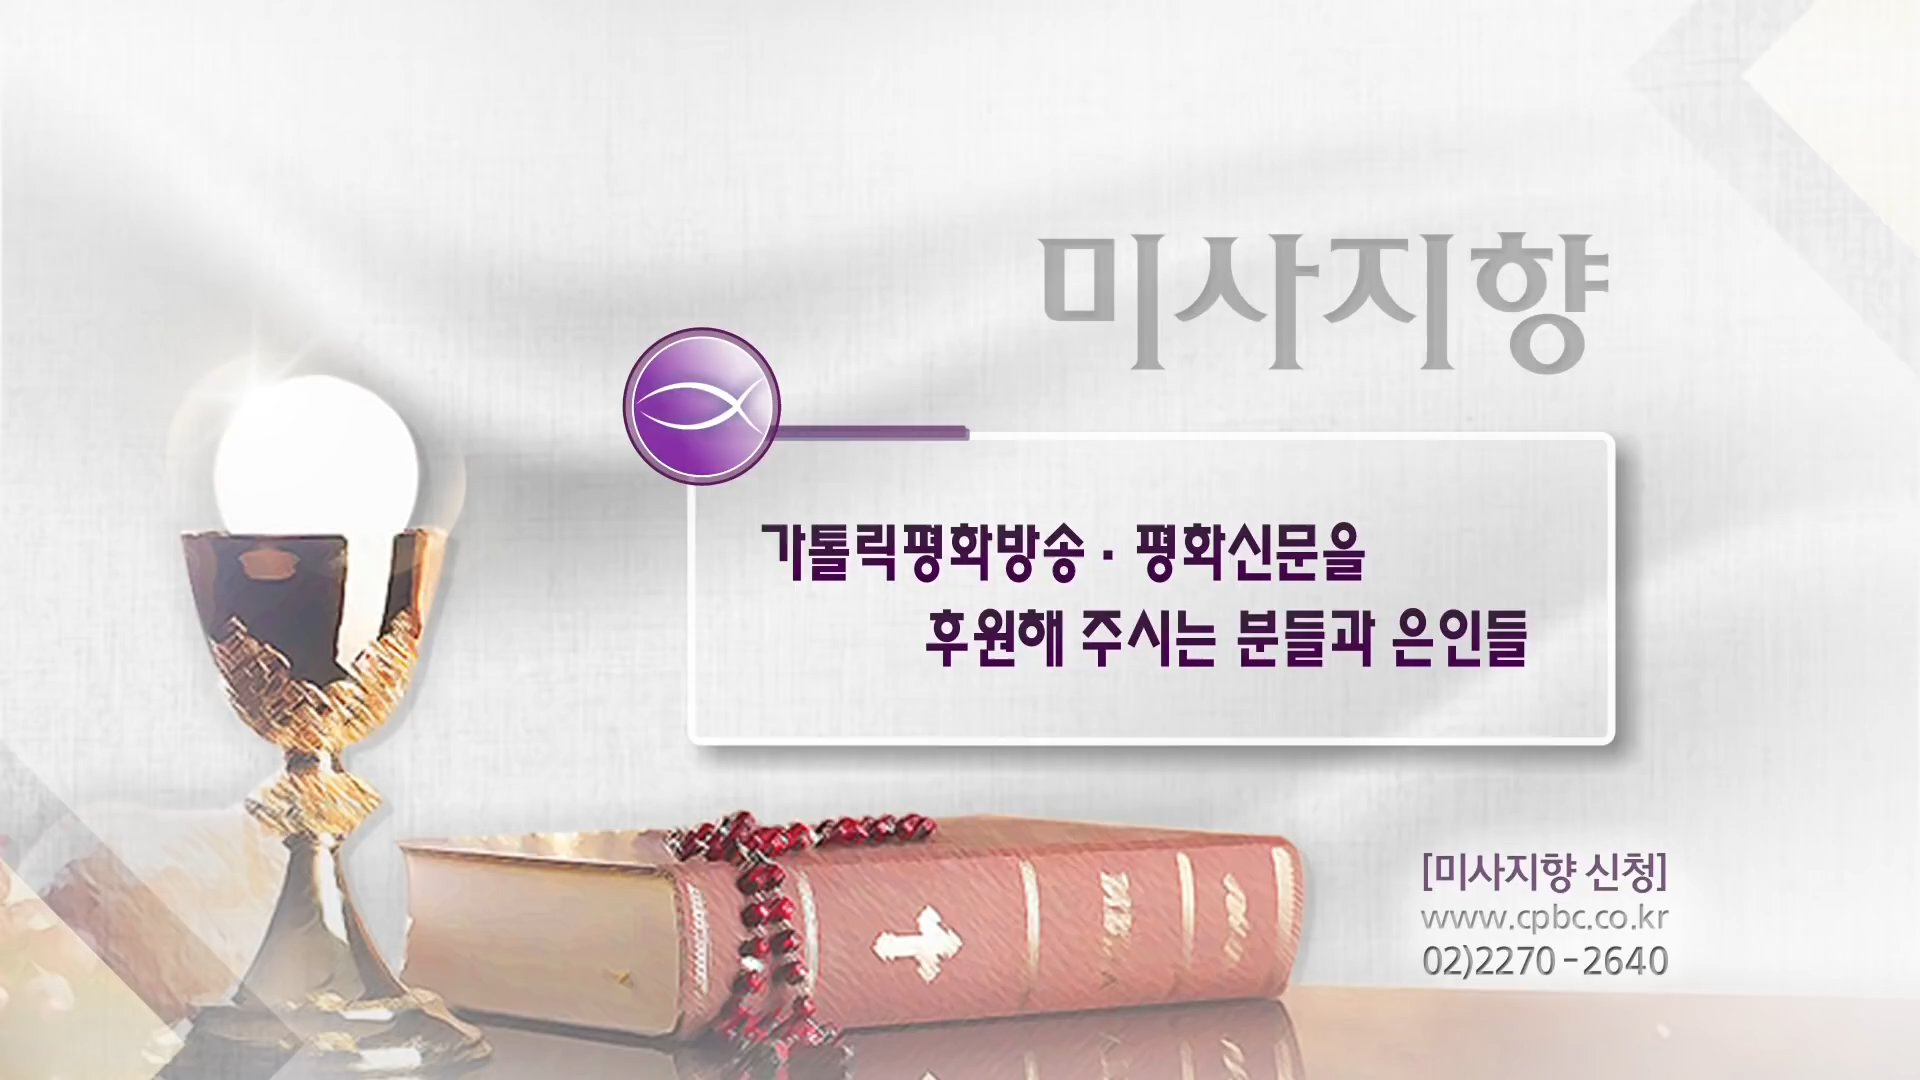 미사지향
가톨릭평화방송 · 평화신문을
후원해 주시는 분들과 은인들
[미사지향 신청]
www.cpbc.co.kr
02)2270-2640